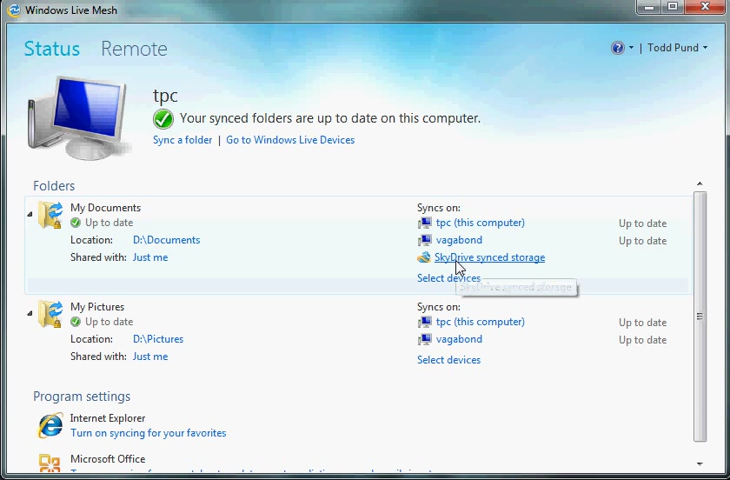 Windows Live Mesh
Status Remote
Todd Pund
tpc
Your synced folders are up to date on this computer.
Sync a folder | Go to Windows Live Devices
Folders
My Documents
Up to date
Location: D:\Documents
Shared with: Just me
Syncs on:
tpc (this computer) Up to date
vagabond Up to date
SkyDrive synced storage
Select devices
SkyDrive synced storage
My Pictures
Up to date
Location: D:\Pictures
Shared with: Just me
Syncs on:
tpc (this computer) Up to date
vagabond Up to date
Select devices
Program settings
Internet Explorer
Turn on syncing for your favorites
Microsoft Office